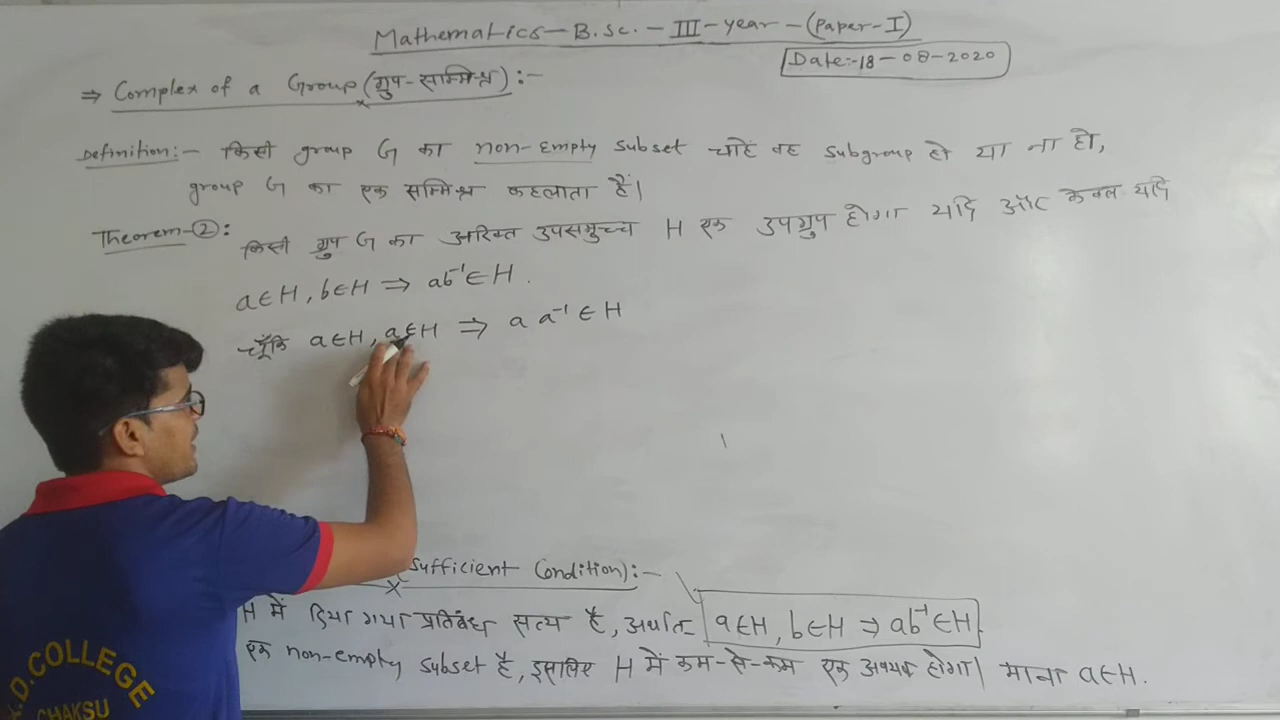 Mathematics-B.Sc.-III-year-(Paper-I)
Date:-18-08-2020
⇒ Complex of a Group (ग्रुप-सम्मिश्र):-
Definition:- किसी group G का non-empty subset चाहे वह subgroup हो या ना हो,
group G का एक सम्मिश्र कहलाता हैं।
Theorem-②: किसी ग्रुप G का अरिक्त उपसमुच्च H एक उपग्रुप होगा यदि और केवल यदि
a∈H, b∈H ⇒ ab⁻¹∈H.
चूँकि a∈H, a∈H ⇒ a a⁻¹ ∈ H
Sufficient Condition):-
H में दिया गया प्रतिबंध सत्य है, अर्थात- a∈H, b∈H ⇒ ab⁻¹∈H.
एक non-empty subset है, इसलिए H में कम-से-कम एक अवयव होगा। माना a∈H.
.D. COLLEGE
CHAKSU